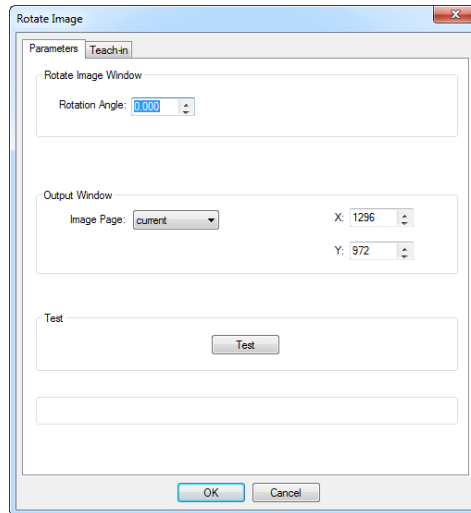 Rotate Image
Parameters Teach-in
Rotate Image Window
Rotation Angle: 0.000
Output Window
Image Page: current X: 1296
Y: 972
Test
Test
OK Cancel